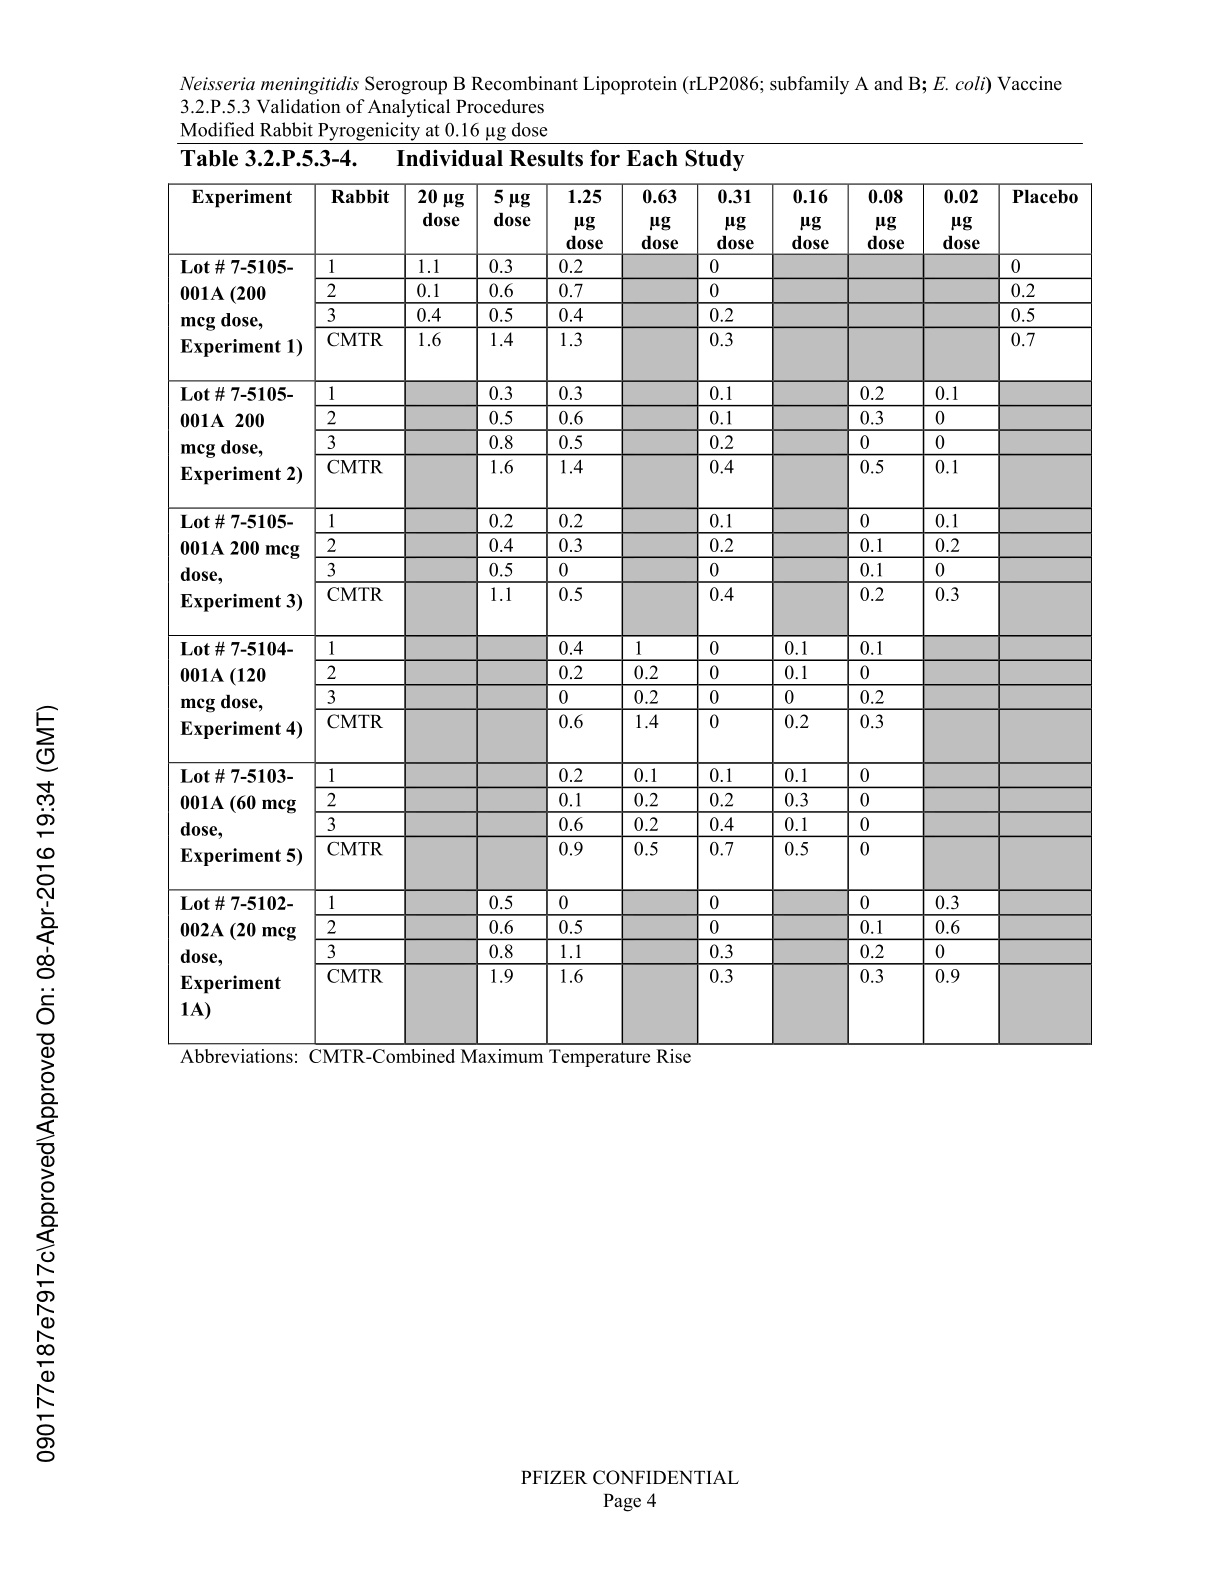 Neisseria meningitidis Serogroup B Recombinant Lipoprotein (rLP2086; subfamily A and B; E. coli) Vaccine
3.2.P.5.3 Validation of Analytical Procedures
Modified Rabbit Pyrogenicity at 0.16 µg dose
Table 3.2.P.5.3-4. Individual Results for Each Study
Experiment Rabbit 20 µg 5 µg 1.25 0.63 0.31 0.16 0.08 0.02 Placebo
dose dose µg µg µg µg µg µg
dose dose dose dose dose dose
Lot # 7-5105- 1 1.1 0.3 0.2 0 0
001A (200 2 0.1 0.6 0.7 0 0.2
mcg dose, 3 0.4 0.5 0.4 0.2 0.5
Experiment 1) CMTR 1.6 1.4 1.3 0.3 0.7
Lot # 7-5105- 1 0.3 0.3 0.1 0.2 0.1
001A 200 2 0.5 0.6 0.1 0.3 0
mcg dose, 3 0.8 0.5 0.2 0 0
Experiment 2) CMTR 1.6 1.4 0.4 0.5 0.1
Lot # 7-5105- 1 0.2 0.2 0.1 0 0.1
001A 200 mcg 2 0.4 0.3 0.2 0.1 0.2
dose, 3 0.5 0 0 0.1 0
Experiment 3) CMTR 1.1 0.5 0.4 0.2 0.3
Lot # 7-5104- 1 0.4 1 0 0.1 0.1
001A (120 2 0.2 0.2 0 0.1 0
mcg dose, 3 0 0.2 0 0 0.2
Experiment 4) CMTR 0.6 1.4 0 0.2 0.3
Lot # 7-5103- 1 0.2 0.1 0.1 0.1 0
001A (60 mcg 2 0.1 0.2 0.2 0.3 0
dose, 3 0.6 0.2 0.4 0.1 0
Experiment 5) CMTR 0.9 0.5 0.7 0.5 0
Lot # 7-5102- 1 0.5 0 0 0 0.3
002A (20 mcg 2 0.6 0.5 0 0.1 0.6
dose, 3 0.8 1.1 0.3 0.2 0
Experiment CMTR 1.9 1.6 0.3 0.3 0.9
1A)
Abbreviations: CMTR-Combined Maximum Temperature Rise
090177e187e7917c\Approved\Approved On: 08-Apr-2016 19:34 (GMT)
PFIZER CONFIDENTIAL
Page 4